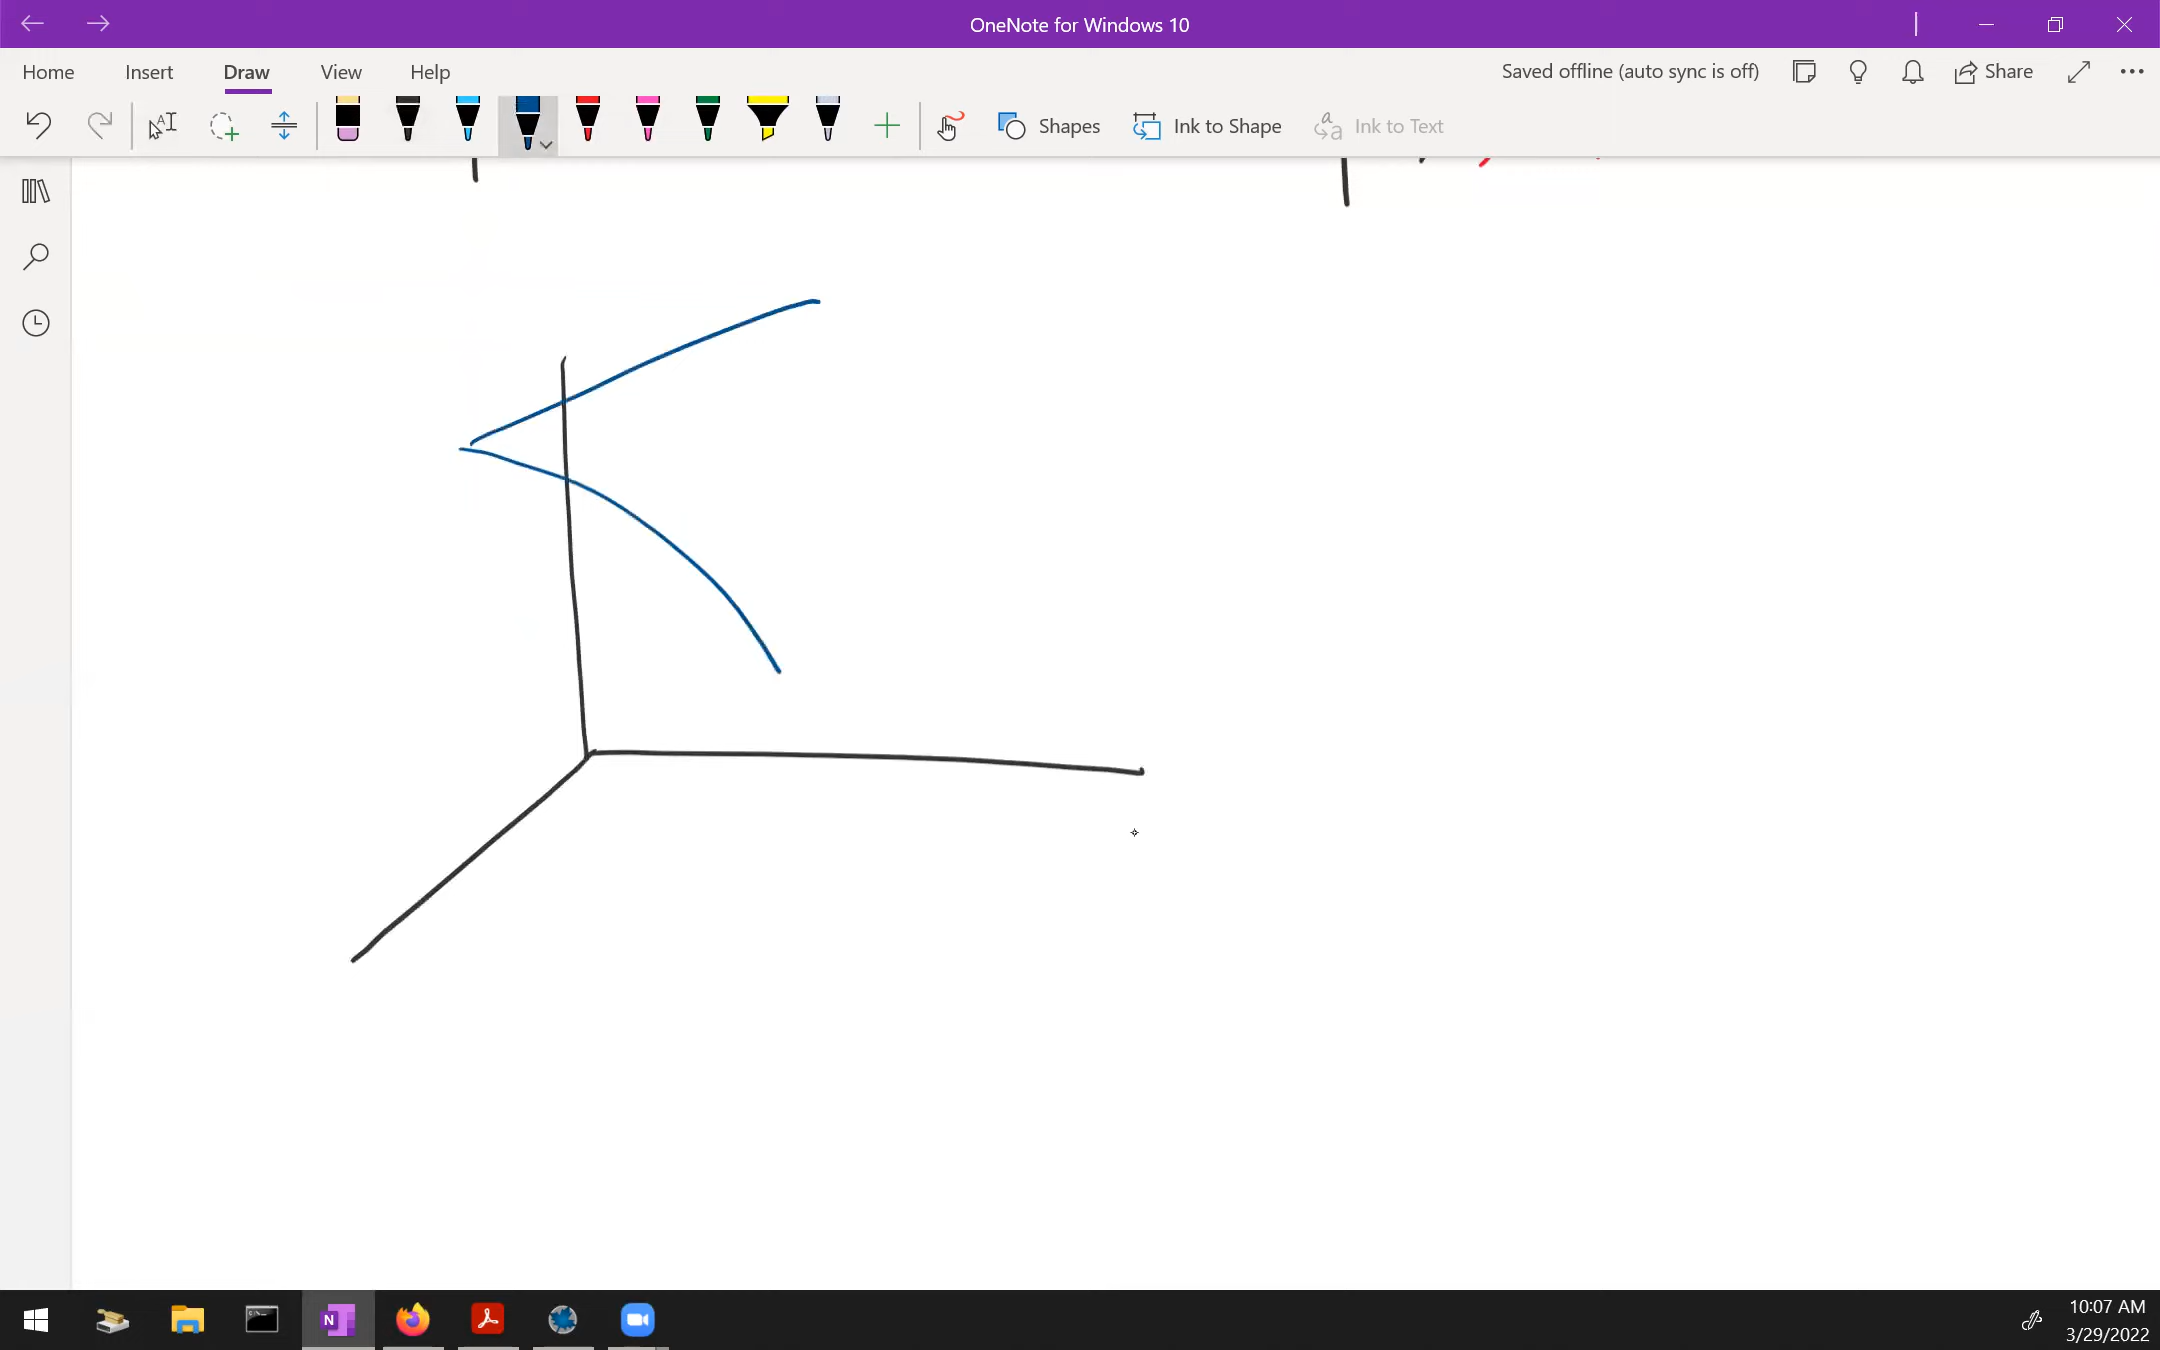 OneNote for Windows 10
Home Insert Draw View Help
Saved offline (auto sync is off) Share
Shapes Ink to Shape Ink to Text
10:07 AM
3/29/2022